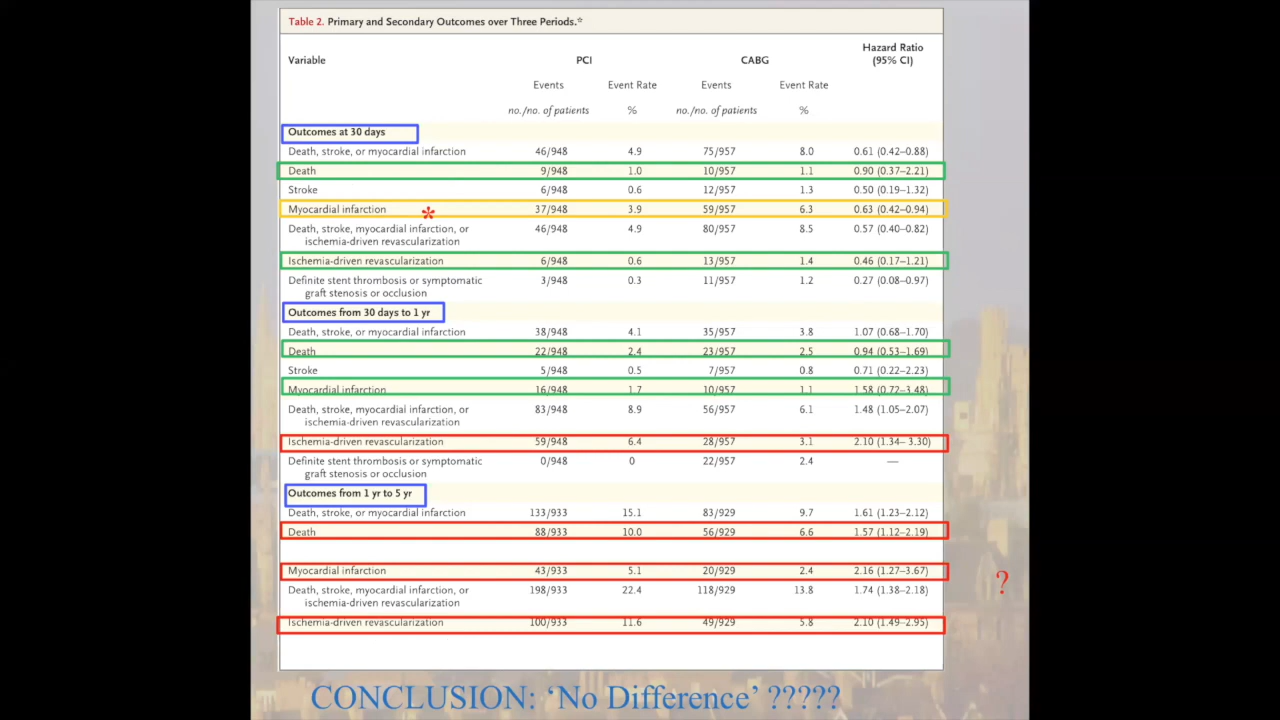 Table 2. Primary and Secondary Outcomes over Three Periods.*
Variable PCI CABG Hazard Ratio (95% CI)
Events Event Rate Events Event Rate
no./no. of patients % no./no. of patients %
Outcomes at 30 days
Death, stroke, or myocardial infarction 46/948 4.9 75/957 8.0 0.61 (0.42–0.88)
Death 9/948 1.0 10/957 1.1 0.90 (0.37–2.21)
Stroke 6/948 0.6 12/957 1.3 0.50 (0.19–1.32)
Myocardial infarction * 37/948 3.9 59/957 6.3 0.63 (0.42–0.94)
Death, stroke, myocardial infarction, or 46/948 4.9 80/957 8.5 0.57 (0.40–0.82)
ischemia-driven revascularization
Ischemia-driven revascularization 6/948 0.6 13/957 1.4 0.46 (0.17–1.21)
Definite stent thrombosis or symptomatic 3/948 0.3 11/957 1.2 0.27 (0.08–0.97)
graft stenosis or occlusion
Outcomes from 30 days to 1 yr
Death, stroke, or myocardial infarction 38/948 4.1 35/957 3.8 1.07 (0.68–1.70)
Death 22/948 2.4 23/957 2.5 0.94 (0.53–1.69)
Stroke 5/948 0.5 7/957 0.8 0.71 (0.22–2.23)
Myocardial infarction 16/948 1.7 10/957 1.1 1.58 (0.72–3.48)
Death, stroke, myocardial infarction, or 83/948 8.9 56/957 6.1 1.48 (1.05–2.07)
ischemia-driven revascularization
Ischemia-driven revascularization 59/948 6.4 28/957 3.1 2.10 (1.34– 3.30)
Definite stent thrombosis or symptomatic 0/948 0 22/957 2.4 —
graft stenosis or occlusion
Outcomes from 1 yr to 5 yr
Death, stroke, or myocardial infarction 133/933 15.1 83/929 9.7 1.61 (1.23–2.12)
Death 88/933 10.0 56/929 6.6 1.57 (1.12–2.19)
Myocardial infarction 43/933 5.1 20/929 2.4 2.16 (1.27–3.67)
?
Death, stroke, myocardial infarction, or 198/933 22.4 118/929 13.8 1.74 (1.38–2.18)
ischemia-driven revascularization
Ischemia-driven revascularization 100/933 11.6 49/929 5.8 2.10 (1.49–2.95)
CONCLUSION: ‘No Difference’ ?????